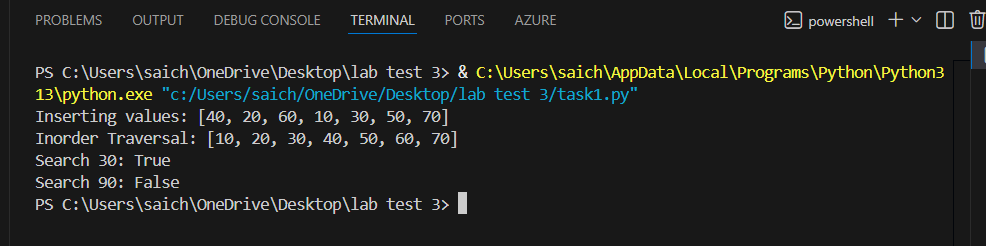 PROBLEMS OUTPUT DEBUG CONSOLE TERMINAL PORTS AZURE powershell
PS C:\Users\saich\OneDrive\Desktop\lab test 3> & C:\Users\saich\AppData\Local\Programs\Python\Python3
13\python.exe "c:/Users/saich/OneDrive/Desktop/lab test 3/task1.py"
Inserting values: [40, 20, 60, 10, 30, 50, 70]
Inorder Traversal: [10, 20, 30, 40, 50, 60, 70]
Search 30: True
Search 90: False
PS C:\Users\saich\OneDrive\Desktop\lab test 3>